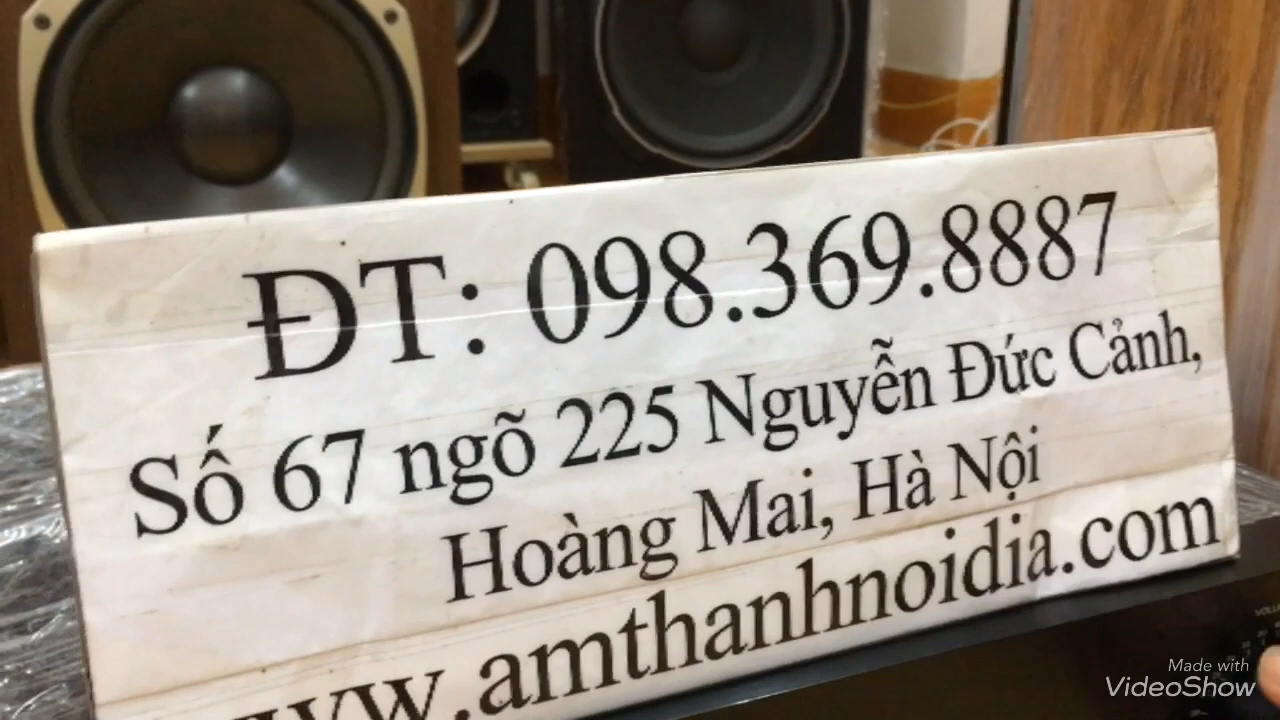 ĐT: 098.369.8887
Số 67 ngõ 225 Nguyễn Đức Cảnh,
Hoàng Mai, Hà Nội
www.amthanhnoidia.com
Made with
VideoShow